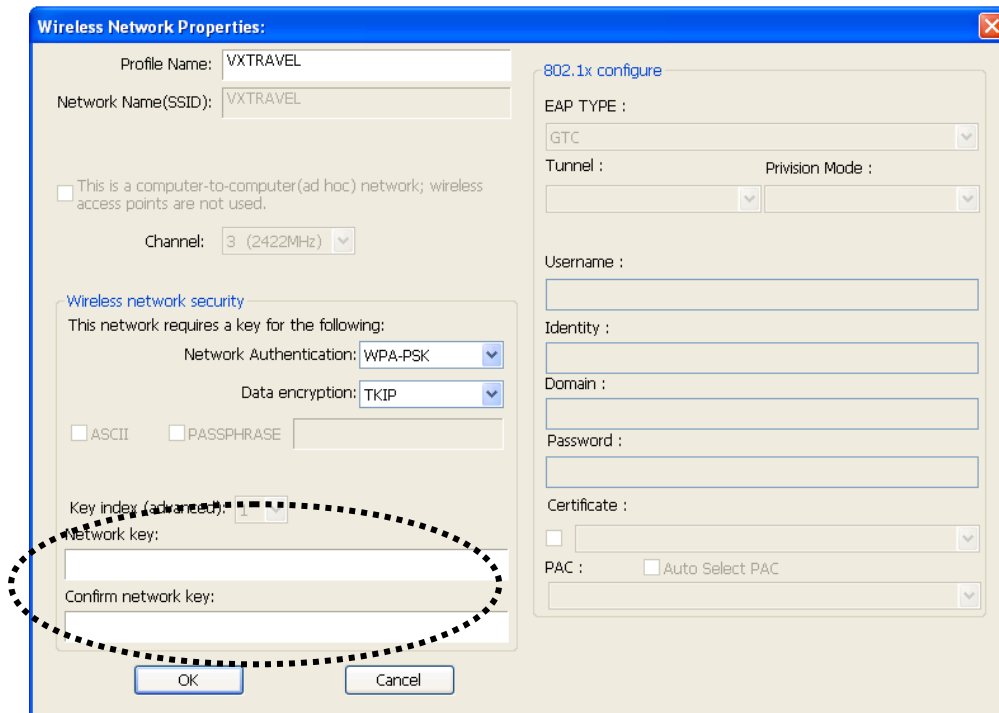 Wireless Network Properties:
Profile Name: VXTRAVEL
Network Name(SSID): VXTRAVEL
This is a computer-to-computer(ad hoc) network; wireless
access points are not used.
Channel: 3 (2422MHz)
Wireless network security
This network requires a key for the following:
Network Authentication: WPA-PSK
Data encryption: TKIP
ASCII PASSPHRASE
Key index (advanced): 1
Network key:
Confirm network key:
OK Cancel
802.1x configure
EAP TYPE :
GTC
Tunnel : Privision Mode :
Username :
Identity :
Domain :
Password :
Certificate :
PAC : Auto Select PAC